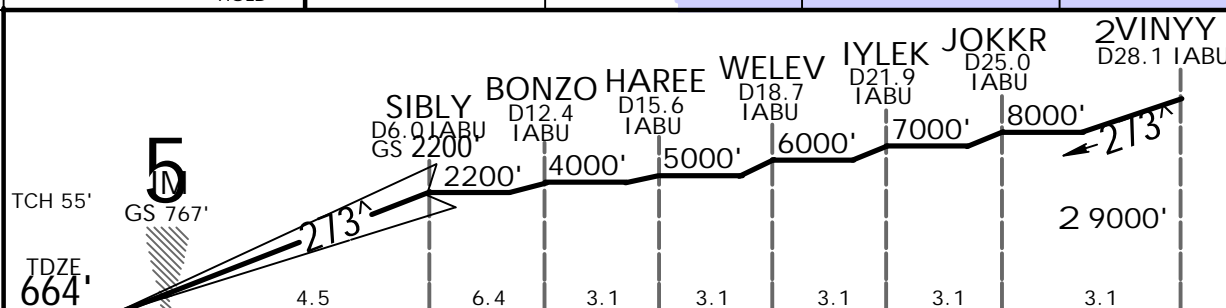 HOLD
2VINYY
D28.1 IABU
JOKKR
D25.0
IABU
IYLEK
D21.9
IABU
WELEV
D18.7
IABU
HAREE
D15.6
IABU
BONZO
D12.4
IABU
SIBLY
D6.0 IABU
GS 2200'
2200'
4000'
5000'
6000'
7000'
8000'
273^
2 9000'
5
IM
GS 767'
TCH 55'
273^
TDZE
664'
4.5 6.4 3.1 3.1 3.1 3.1 3.1